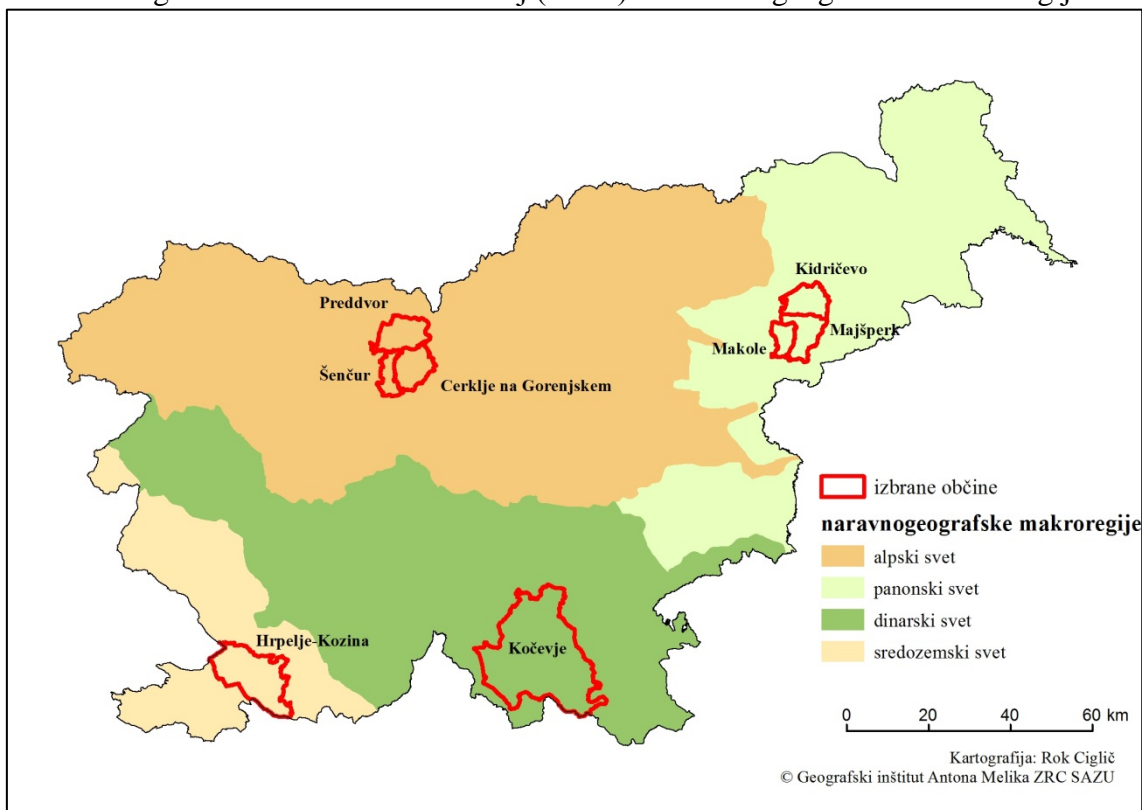 Kidričevo
Preddvor
Majšperk
Makole
Šenčur
Cerklje na Gorenjskem
izbrane občine
naravnogeografske makroregije
alpski svet
panonski svet
dinarski svet
sredozemski svet
Hrpelje-Kozina
Kočevje
0 20 40 60 km
Kartografija: Rok Ciglič
© Geografski inštitut Antona Melika ZRC SAZU